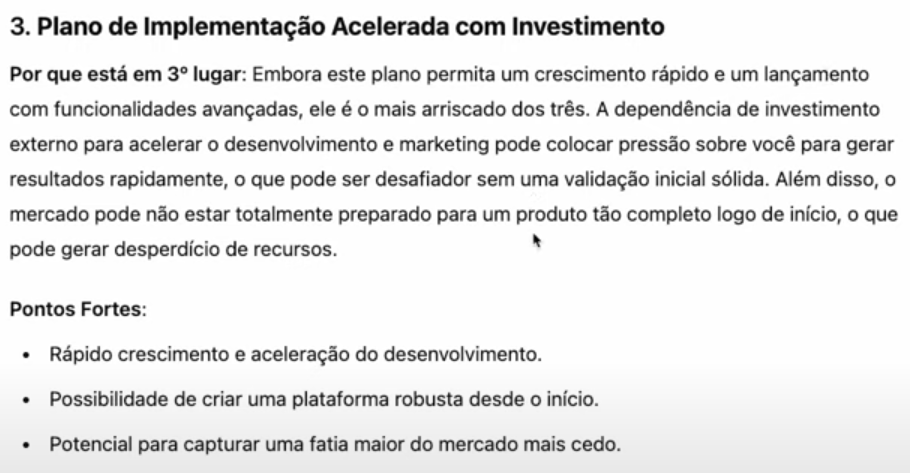 3. Plano de Implementação Acelerada com Investimento
Por que está em 3º lugar: Embora este plano permita um crescimento rápido e um lançamento
com funcionalidades avançadas, ele é o mais arriscado dos três. A dependência de investimento
externo para acelerar o desenvolvimento e marketing pode colocar pressão sobre você para gerar
resultados rapidamente, o que pode ser desafiador sem uma validação inicial sólida. Além disso, o
mercado pode não estar totalmente preparado para um produto tão completo logo de início, o que
pode gerar desperdício de recursos.
Pontos Fortes:
• Rápido crescimento e aceleração do desenvolvimento.
• Possibilidade de criar uma plataforma robusta desde o início.
• Potencial para capturar uma fatia maior do mercado mais cedo.